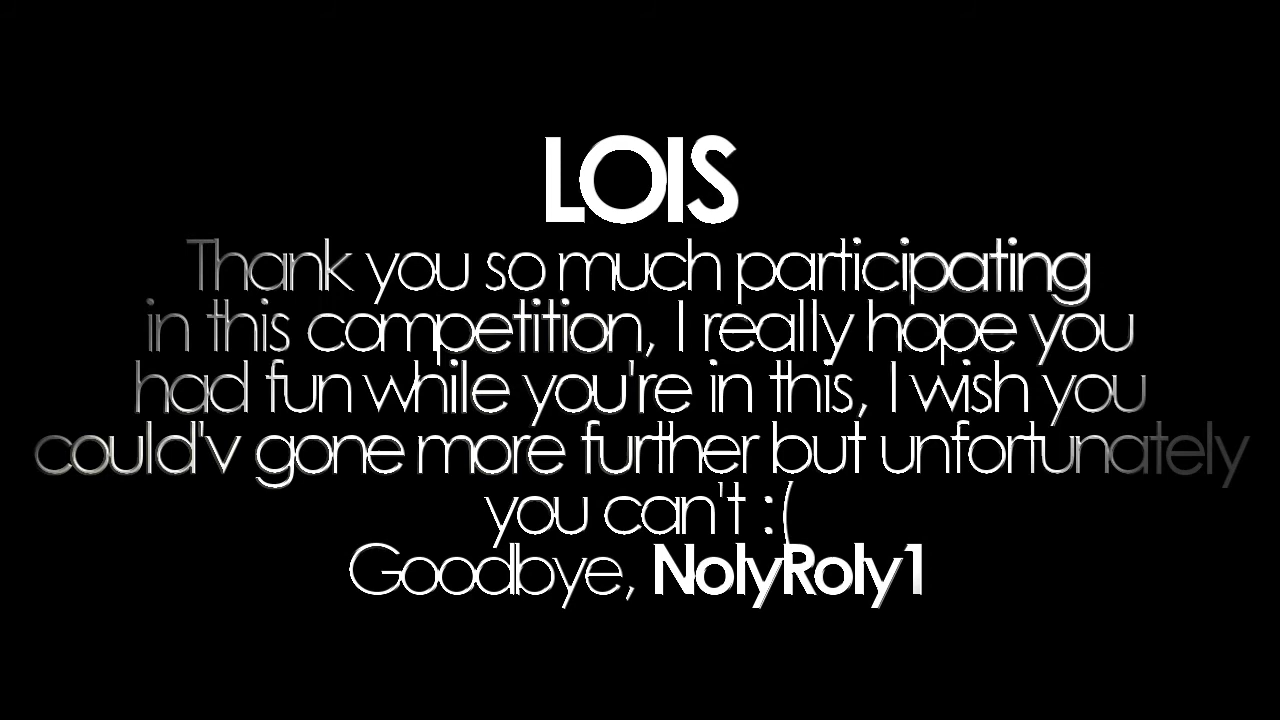 LOIS
Thank you so much participating
in this competition, I really hope you
had fun while you're in this, I wish you
could'v gone more further but unfortunately
you can't :(
Goodbye, NolyRoly1